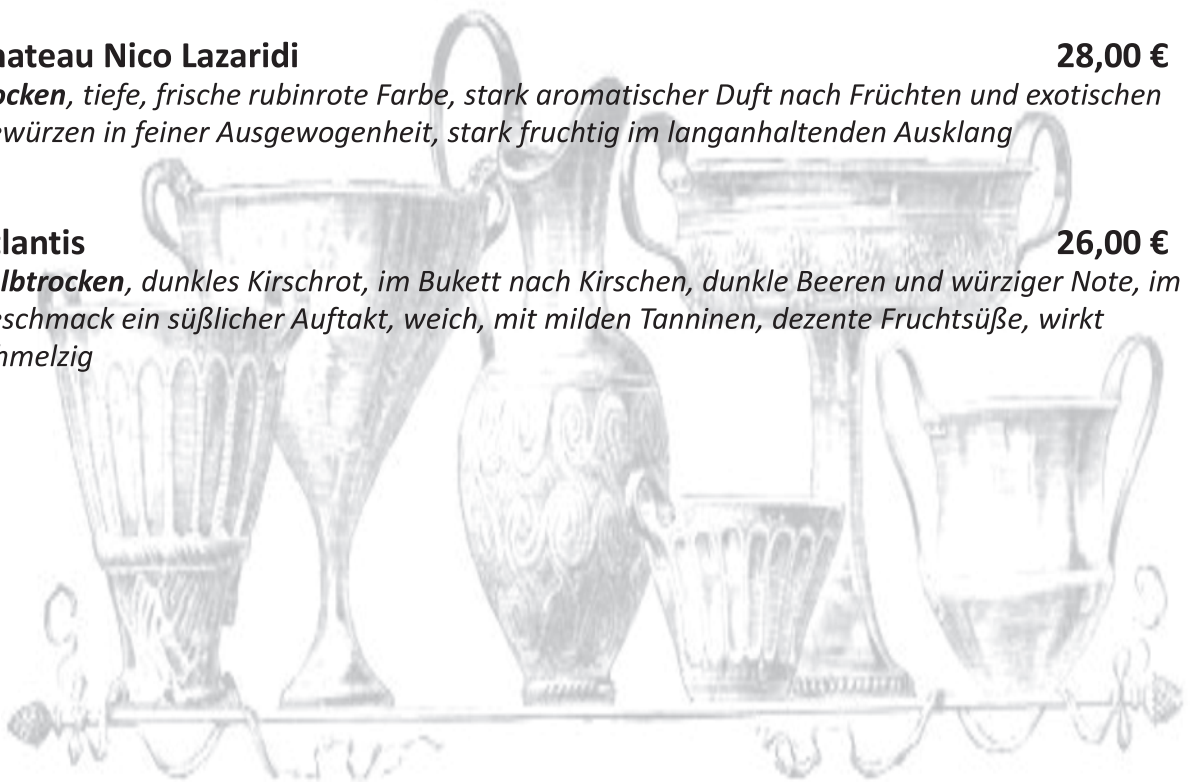 hateau Nico Lazaridi 28,00 €
ocken, tiefe, frische rubinrote Farbe, stark aromatischer Duft nach Früchten und exotischen
ewürzen in feiner Ausgewogenheit, stark fruchtig im langanhaltenden Ausklang
tlantis 26,00 €
lbtrocken, dunkles Kirschrot, im Bukett nach Kirschen, dunkle Beeren und würziger Note, im
eschmack ein süßlicher Auftakt, weich, mit milden Tanninen, dezente Fruchtsüße, wirkt
hmelzig